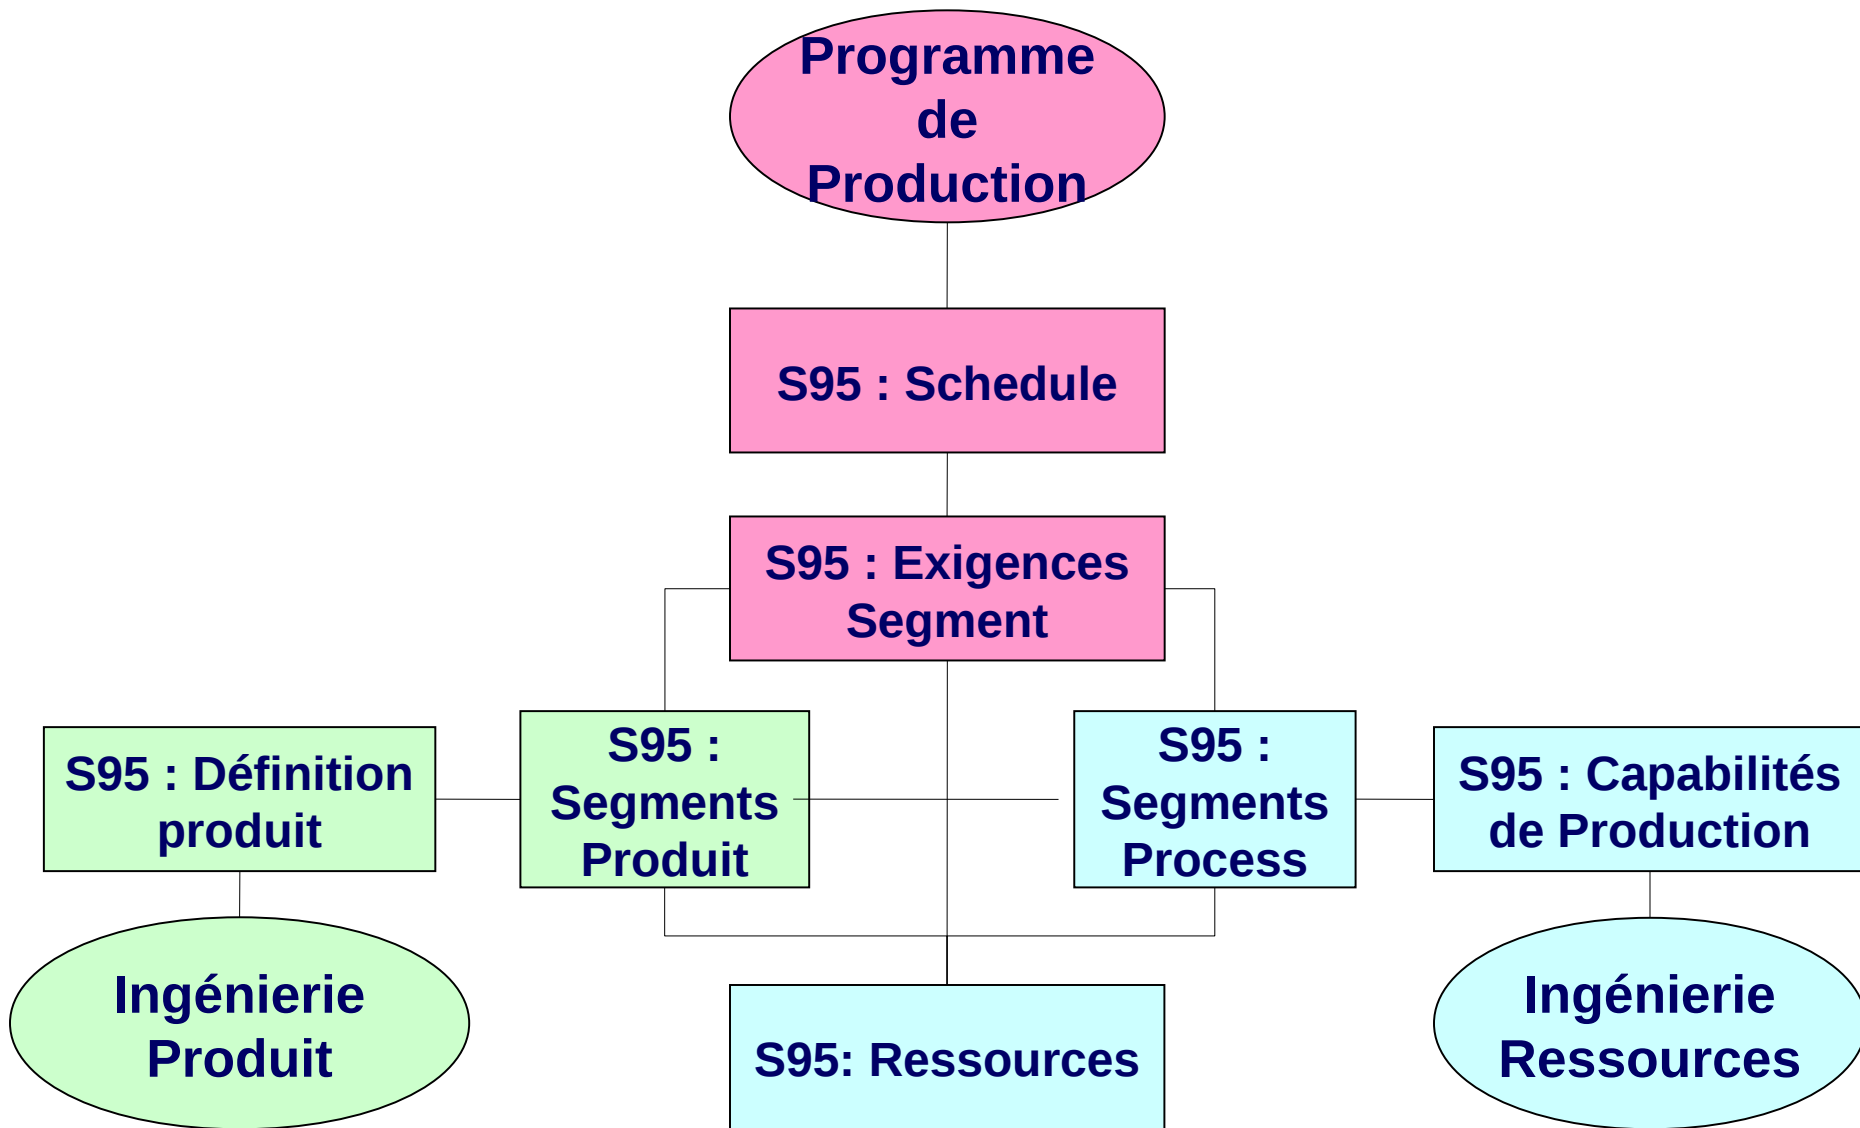 Programme
de
Production
S95 : Schedule
S95 : Exigences
Segment
S95 : Définition
produit
S95 :
Segments
Produit
S95 :
Segments
Process
S95 : Capabilités
de Production
Ingénierie
Produit
S95: Ressources
Ingénierie
Ressources